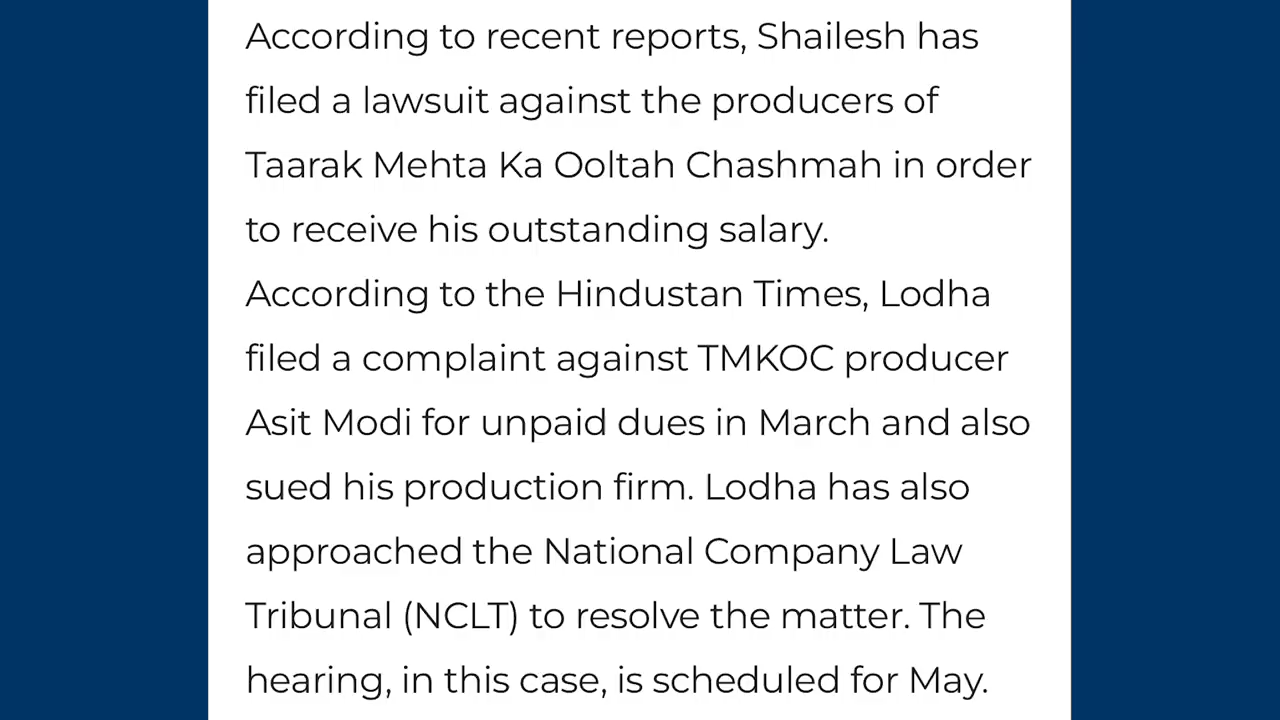 According to recent reports, Shailesh has
filed a lawsuit against the producers of
Taarak Mehta Ka Ooltah Chashmah in order
to receive his outstanding salary.
According to the Hindustan Times, Lodha
filed a complaint against TMKOC producer
Asit Modi for unpaid dues in March and also
sued his production firm. Lodha has also
approached the National Company Law
Tribunal (NCLT) to resolve the matter. The
hearing, in this case, is scheduled for May.